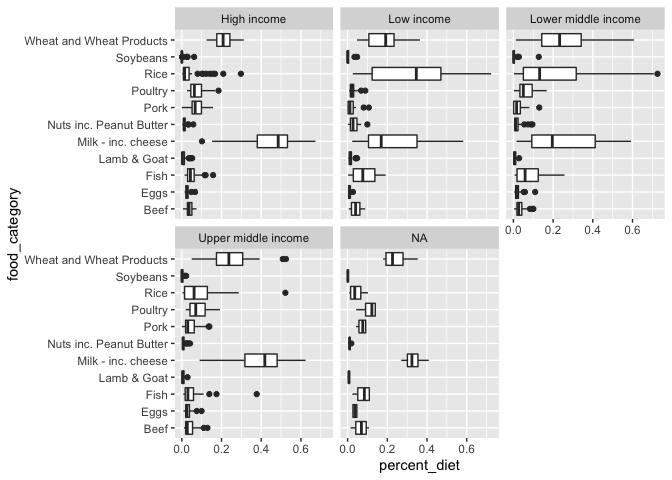 High income
Low income
Lower middle income
Wheat and Wheat Products
Soybeans
Rice
Poultry
Pork
Nuts inc. Peanut Butter
Milk - inc. cheese
Lamb & Goat
Fish
Eggs
Beef
0.0 0.2 0.4 0.6
food_category
Upper middle income
NA
Wheat and Wheat Products
Soybeans
Rice
Poultry
Pork
Nuts inc. Peanut Butter
Milk - inc. cheese
Lamb & Goat
Fish
Eggs
Beef
0.0 0.2 0.4 0.6
0.0 0.2 0.4 0.6
percent_diet